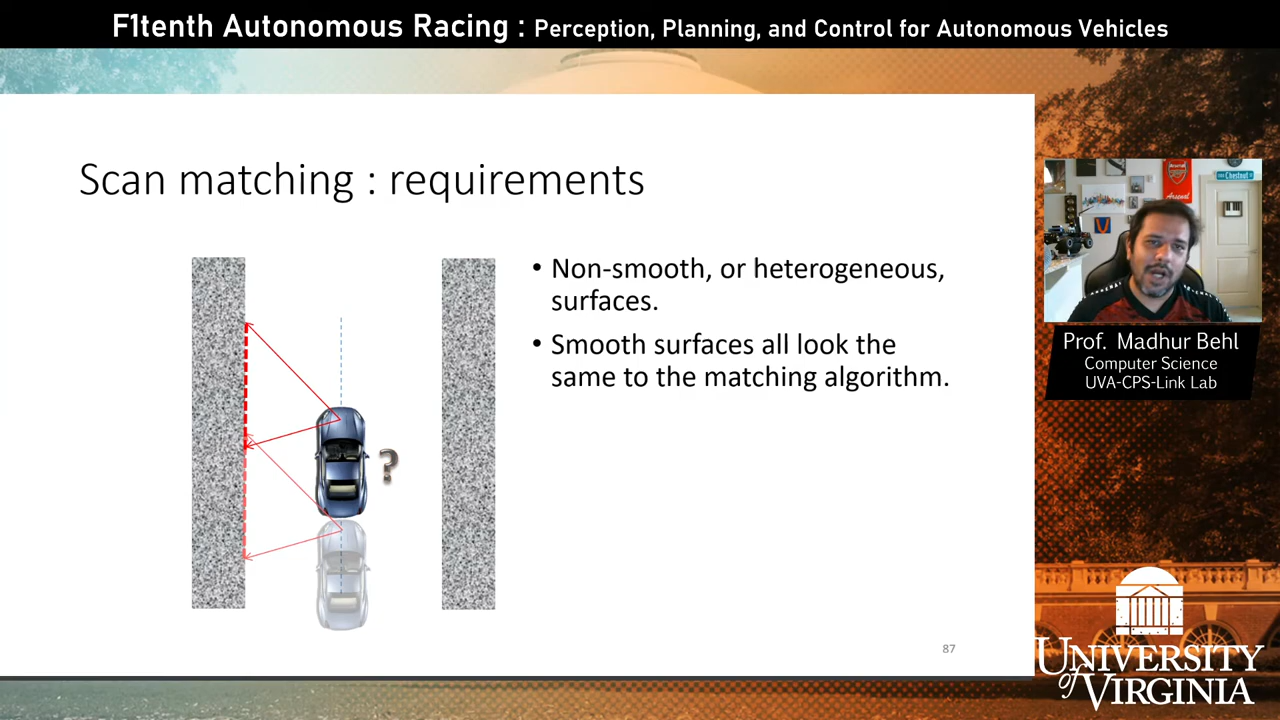 F1tenth Autonomous Racing : Perception, Planning, and Control for Autonomous Vehicles
Scan matching : requirements
• Non-smooth, or heterogeneous,
surfaces.
• Smooth surfaces all look the
same to the matching algorithm.
?
87
Arsenal
Chestnut
Prof. Madhur Behl
Computer Science
UVA-CPS-Link Lab
UNIVERSITY
of VIRGINIA